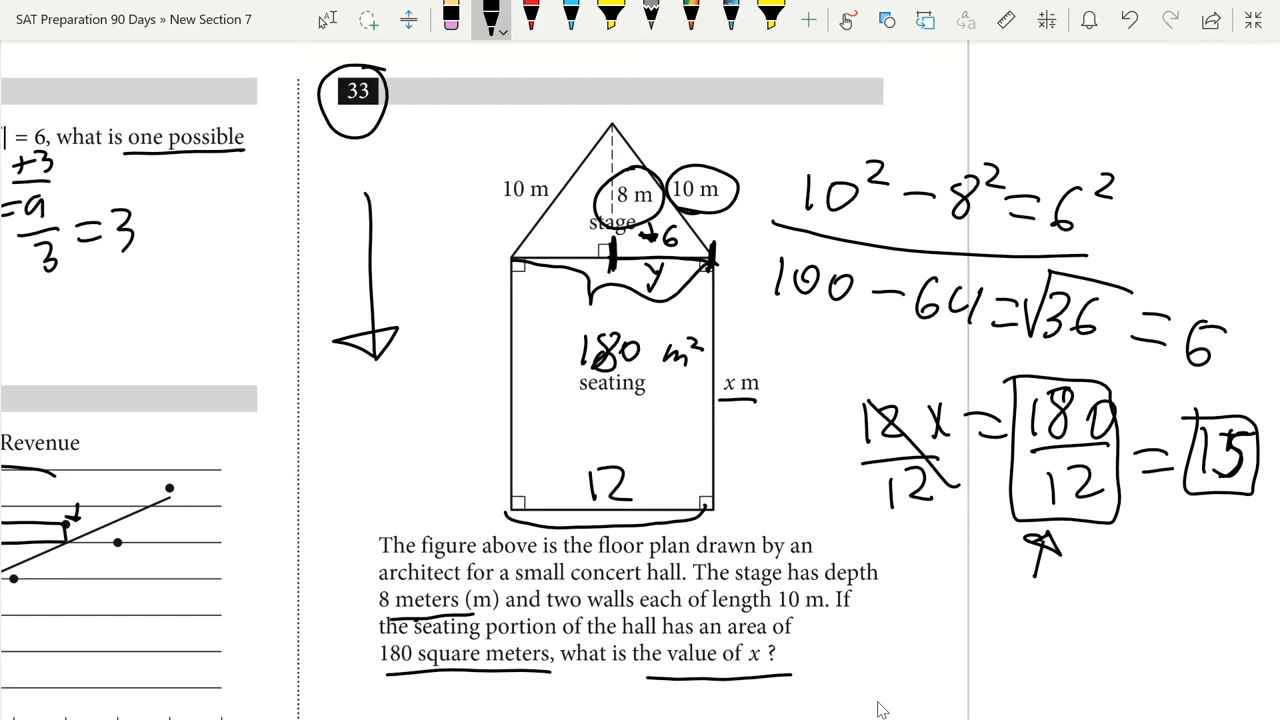 SAT Preparation 90 Days » New Section 7
33
| = 6, what is one possible
+3
= 9
3
= 3
10 m
8 m
10 m
stage
6
y
180 m²
seating
x m
12
10² - 8² = 6²
100 - 64 = √36 = 6
12x = 180 = 15
12 12
Revenue
The figure above is the floor plan drawn by an
architect for a small concert hall. The stage has depth
8 meters (m) and two walls each of length 10 m. If
the seating portion of the hall has an area of
180 square meters, what is the value of x ?